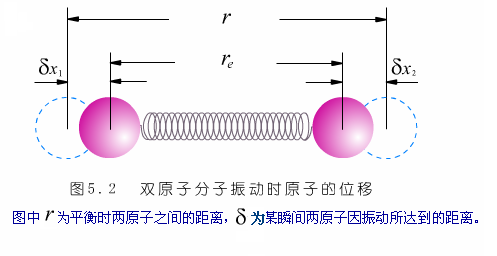 r
r_e
δx₁
δx₂
图5.2 双原子分子振动时原子的位移
图中 r 为平衡时两原子之间的距离，δ 为某瞬间两原子因振动所达到的距离。